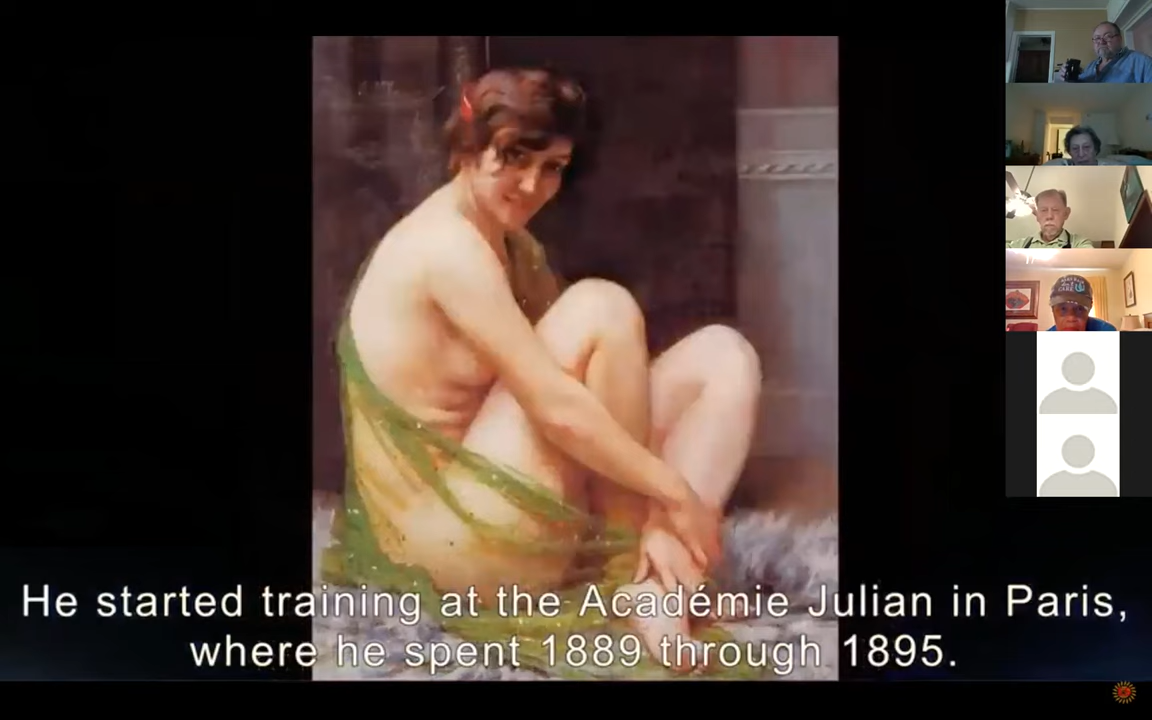 He started training at the Académie Julian in Paris,
where he spent 1889 through 1895.